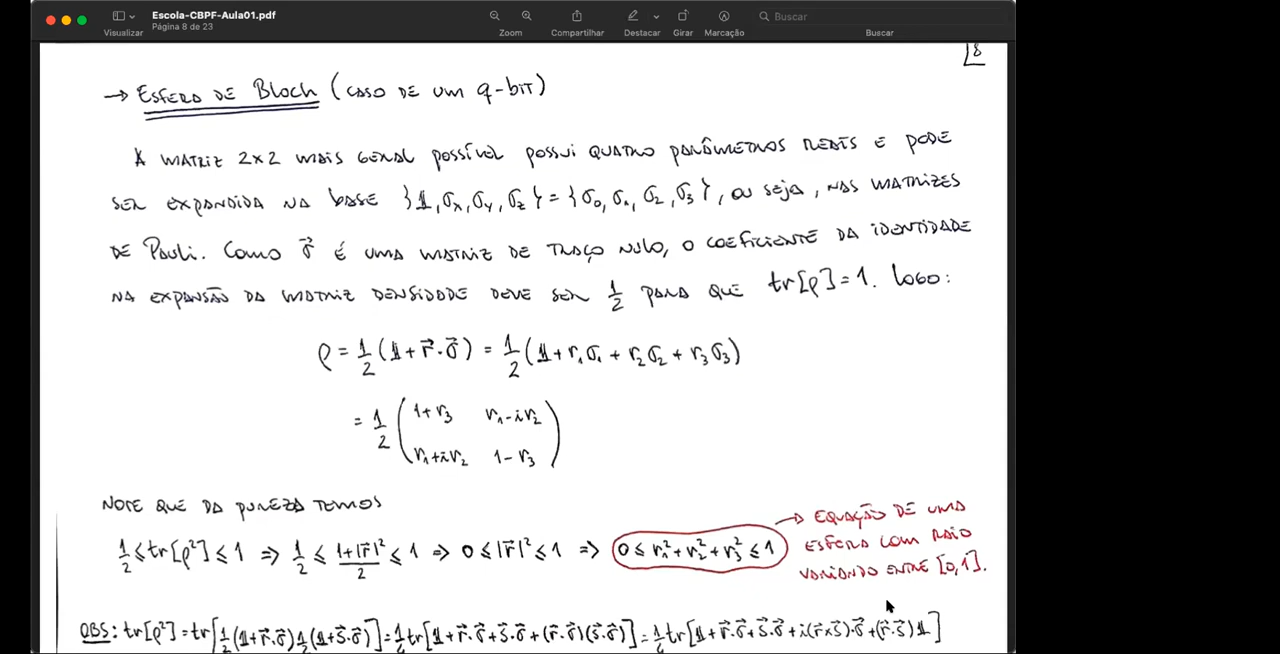 Escola-CBPF-Aula01.pdf
Página 8 de 23
Visualizar
Zoom
Compartilhar
Destacar
Girar
Marcação
Buscar
Buscar
8
→ ESFERA DE Bloch (CASO DE UM q-bit)
A MATRIZ 2x2 MAIS GERAL POSSÍVEL POSSUI QUATRO PARÂMETROS REAIS E PODE
SER EXPANDIDA NA BASE {𝟙, σx, σy, σz} = {σ0, σ1, σ2, σ3}, OU SEJA, NAS MATRIZES
DE Pauli. COMO σ⃗ É UMA MATRIZ DE TRAÇO NULO, O COEFICIENTE DA IDENTIDADE
NA EXPANSÃO DA MATRIZ DENSIDADE DEVE SER 1/2 PARA QUE tr[ρ]=1. LOGO:
ρ = 1/2 (𝟙 + r⃗·σ⃗) = 1/2 (𝟙 + r1σ1 + r2σ2 + r3σ3)
= 1/2 ( 1+r3 r1-ir2
r1+ir2 1-r3 )
NOTE QUE DA PUREZA TEMOS
1/2 ≤ tr[ρ²] ≤ 1 ⇒ 1/2 ≤ (1+|r⃗|²)/2 ≤ 1 ⇒ 0 ≤ |r⃗|² ≤ 1 ⇒ 0 ≤ r1² + r2² + r3² ≤ 1
→ EQUAÇÃO DE UMA
ESFERA COM RAIO
VARIANDO ENTRE [0,1].
OBS: tr[ρ²] = tr[1/2(𝟙+r⃗·σ⃗)1/2(𝟙+s⃗·σ⃗)] = 1/4 tr[𝟙+r⃗·σ⃗+s⃗·σ⃗+(r⃗·σ⃗)(s⃗·σ⃗)] = 1/4 tr[𝟙+r⃗·σ⃗+s⃗·σ⃗+i(r⃗×s⃗)·σ⃗+(r⃗·s⃗)𝟙]